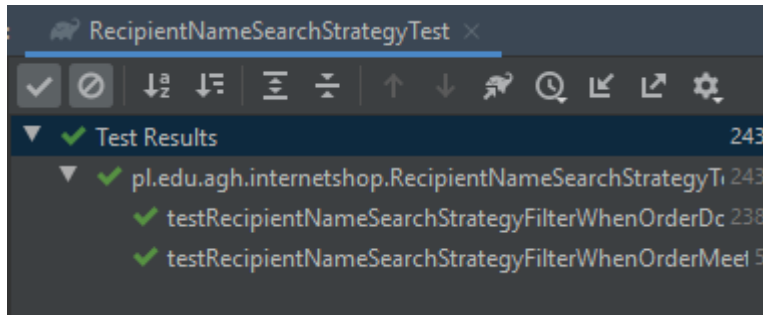 RecipientNameSearchStrategyTest
Test Results 243
pl.edu.agh.internetshop.RecipientNameSearchStrategyT 243
testRecipientNameSearchStrategyFilterWhenOrderDo 238
testRecipientNameSearchStrategyFilterWhenOrderMeet 5